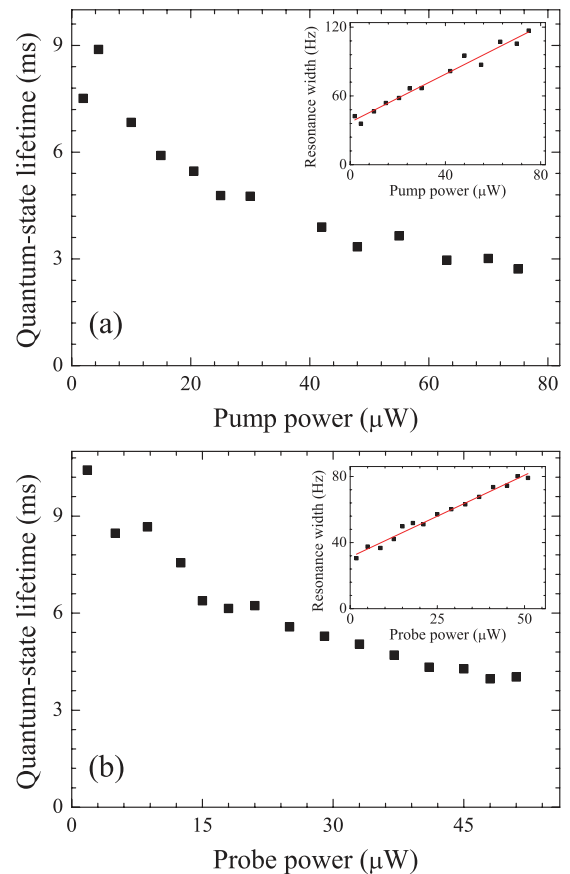 9
6
3
0
Quantum-state lifetime (ms)
120
60
0
Resonance width (Hz)
0 40 80
Pump power (μW)
(a)
0 20 40 60 80
Pump power (μW)
9
6
3
0
Quantum-state lifetime (ms)
80
40
0
Resonance width (Hz)
0 25 50
Probe power (μW)
(b)
0 15 30 45
Probe power (μW)